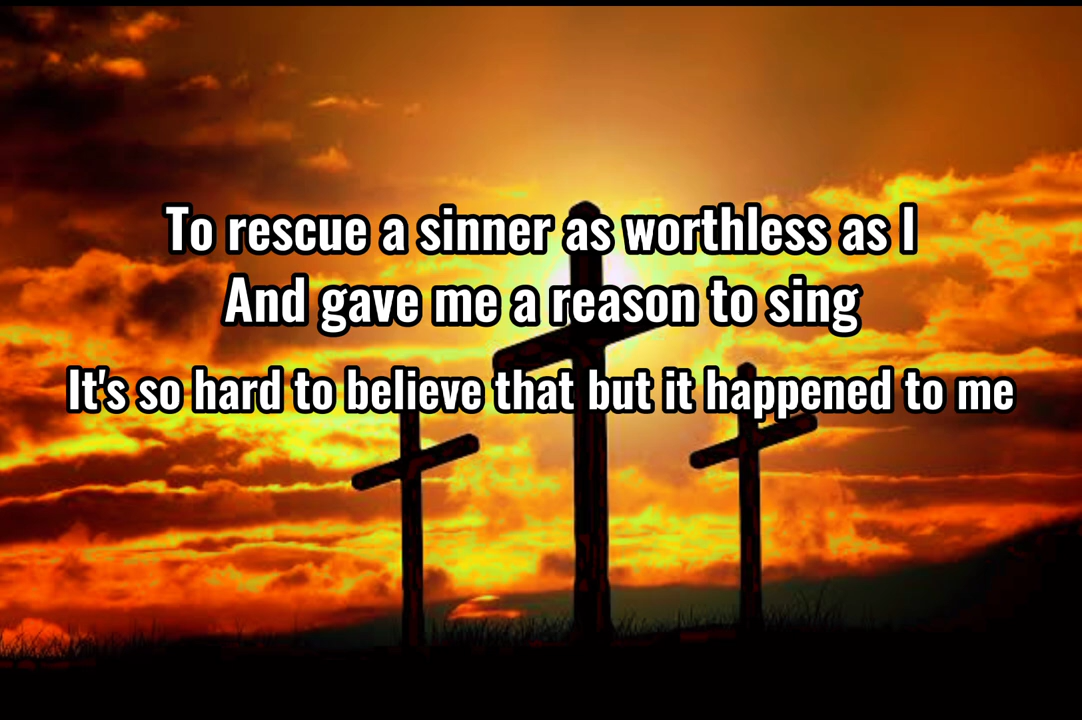 To rescue a sinner as worthless as I
And gave me a reason to sing
It's so hard to believe that but it happened to me